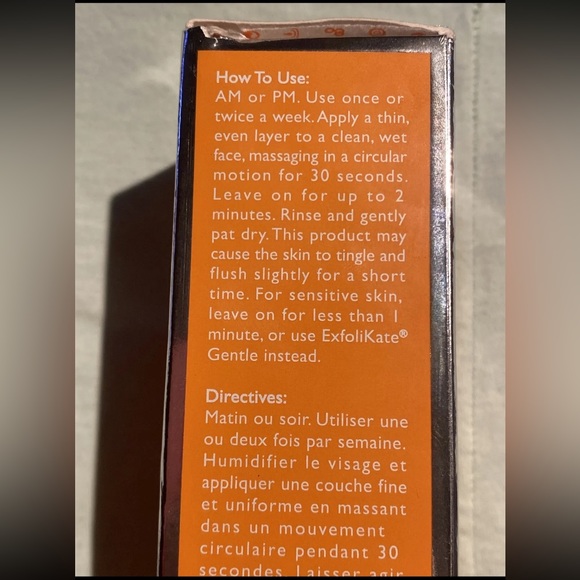 How To Use:
AM or PM. Use once or
twice a week. Apply a thin,
even layer to a clean, wet
face, massaging in a circular
motion for 30 seconds.
Leave on for up to 2
minutes. Rinse and gently
pat dry. This product may
cause the skin to tingle and
flush slightly for a short
time. For sensitive skin,
leave on for less than 1
minute, or use ExfoliKate®
Gentle instead.
Directives:
Matin ou soir. Utiliser une
ou deux fois par semaine.
Humidifier le visage et
appliquer une couche fine
et uniforme en massant
dans un mouvement
circulaire pendant 30
secondes. Laisser agir